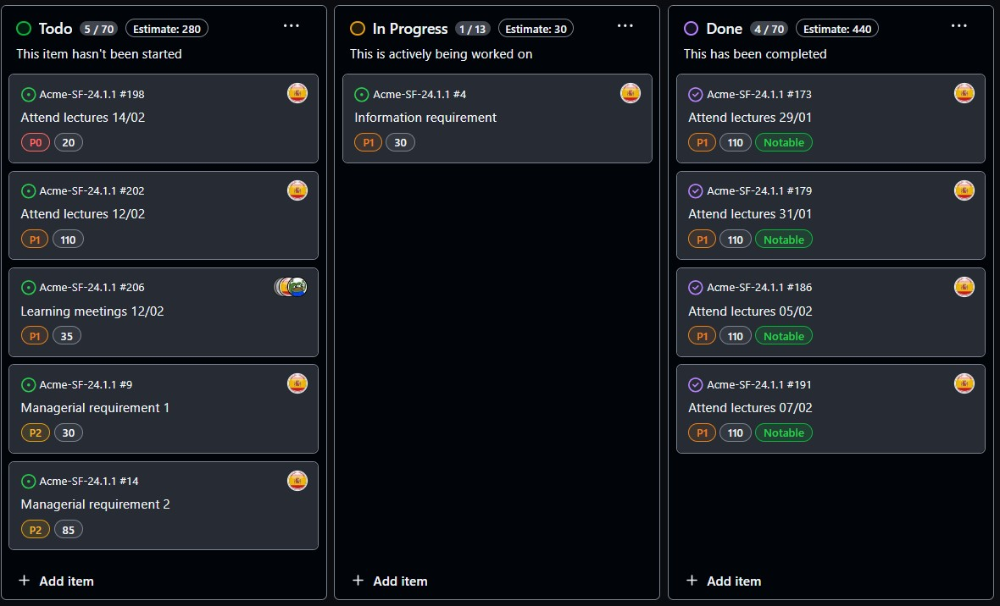 Todo 5 / 70 Estimate: 280
This item hasn't been started
Acme-SF-24.1.1 #198
Attend lectures 14/02
P0 20
Acme-SF-24.1.1 #202
Attend lectures 12/02
P1 110
Acme-SF-24.1.1 #206
Learning meetings 12/02
P1 35
Acme-SF-24.1.1 #9
Managerial requirement 1
P2 30
Acme-SF-24.1.1 #14
Managerial requirement 2
P2 85
+ Add item
In Progress 1 / 13 Estimate: 30
This is actively being worked on
Acme-SF-24.1.1 #4
Information requirement
P1 30
+ Add item
Done 4 / 70 Estimate: 440
This has been completed
Acme-SF-24.1.1 #173
Attend lectures 29/01
P1 110 Notable
Acme-SF-24.1.1 #179
Attend lectures 31/01
P1 110 Notable
Acme-SF-24.1.1 #186
Attend lectures 05/02
P1 110 Notable
Acme-SF-24.1.1 #191
Attend lectures 07/02
P1 110 Notable
+ Add item